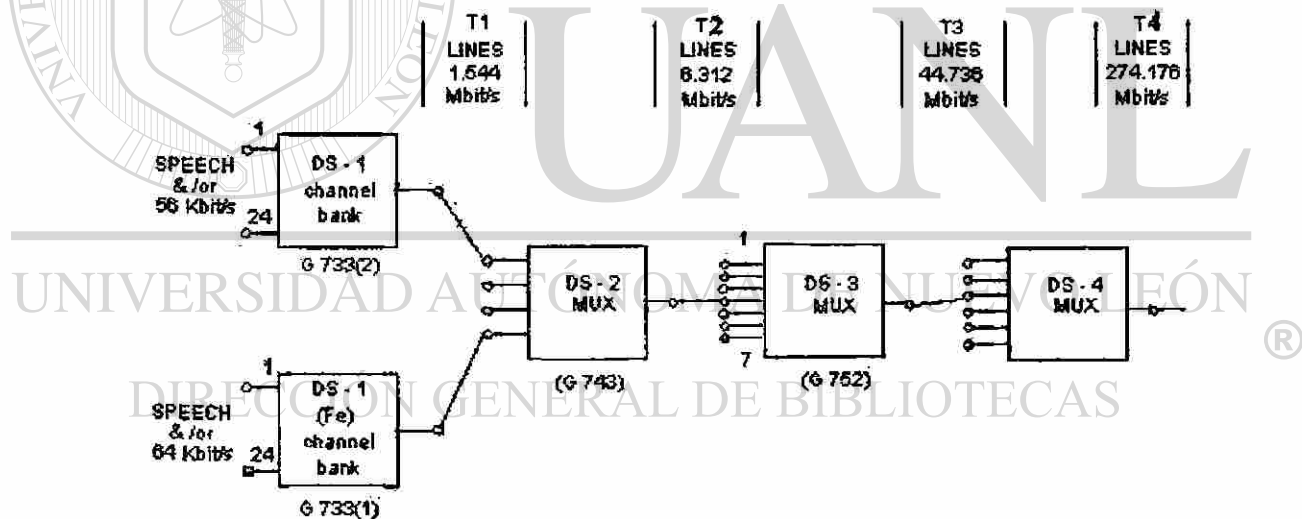 T1
LINES
1.544
Mbit/s
T2
LINES
6.312
Mbit/s
T3
LINES
44.736
Mbit/s
T4
LINES
274.176
Mbit/s
UANL
1
SPEECH
& /or
56 Kbit/s
24
DS - 1
channel
bank
G 733(2)
DS - 2
MUX
(G 743)
1
7
DS - 3
MUX
(G 752)
DS - 4
MUX
UNIVERSIDAD AUTÓNOMA DE NUEVO LEÓN
®
DIRECCIÓN GENERAL DE BIBLIOTECAS
1
SPEECH
& /or
64 Kbit/s
24
DS - 1
(Fe)
channel
bank
G 733(1)